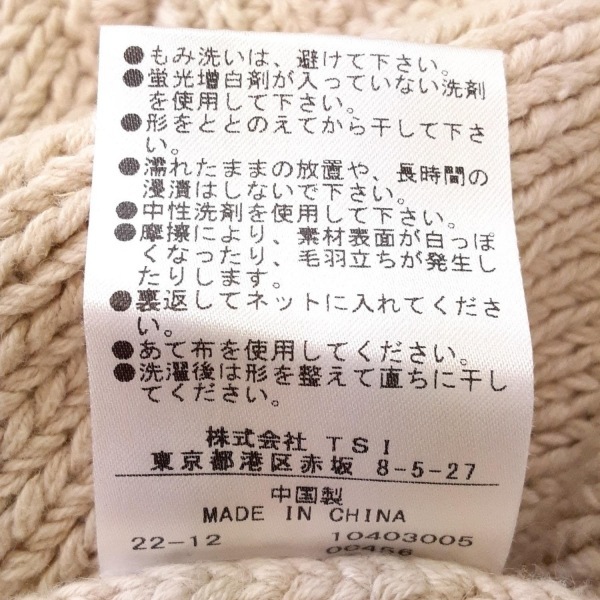 ●もみ洗いは、避けて下さい。
●蛍光増白剤が入っていない洗剤
を使用して下さい。
●形をととのえてから干して下さ
い。
●濡れたままの放置や、長時間の
浸漬はしないで下さい。
●中性洗剤を使用して下さい。
●摩擦により、素材表面が白っぽ
くなったり、毛羽立ちが発生し
たりします。
●裏返してネットに入れてくださ
い。
●あて布を使用してください。
●洗濯後は形を整えて直ちに干し
てください。
株式会社 TSI
東京都港区赤坂 8-5-27
中国製
MADE IN CHINA
22-12 10403005
00456